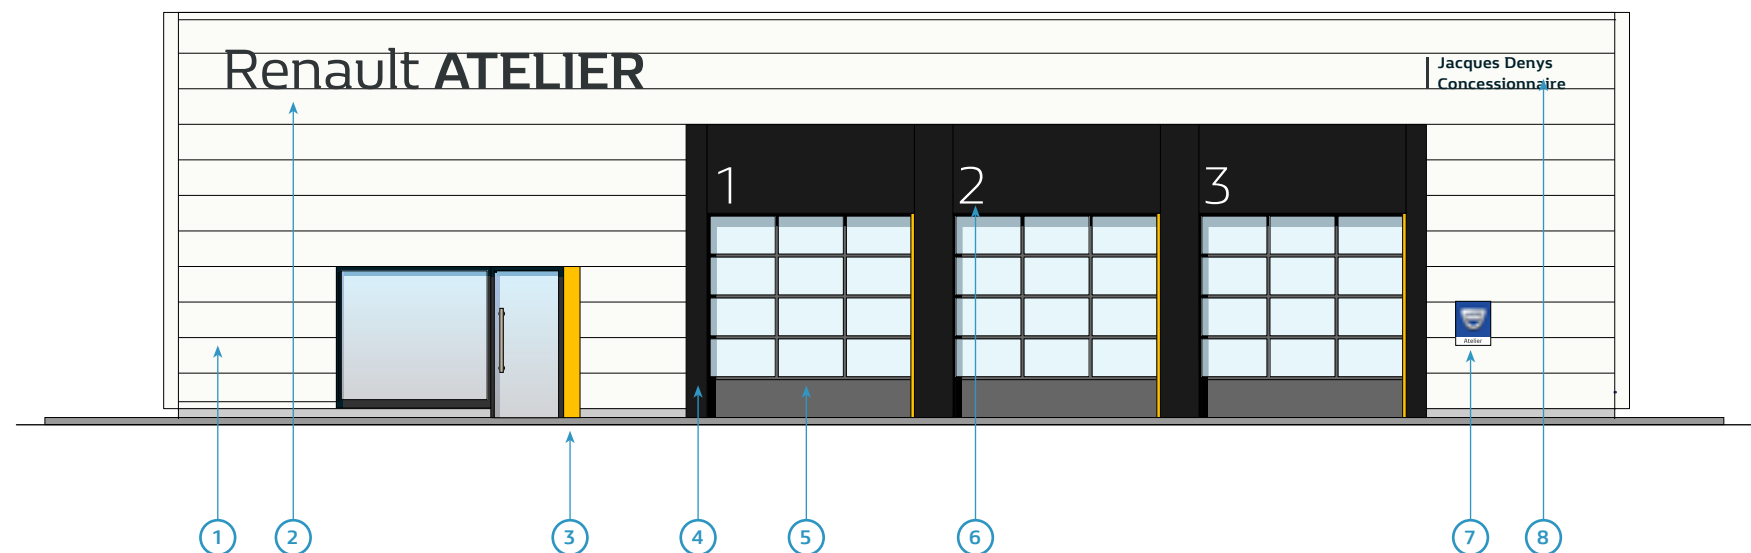 Renault ATELIER
Jacques Denys
Concessionnaire
1
2
3
Atelier
1 2 3 4 5 6 7 8